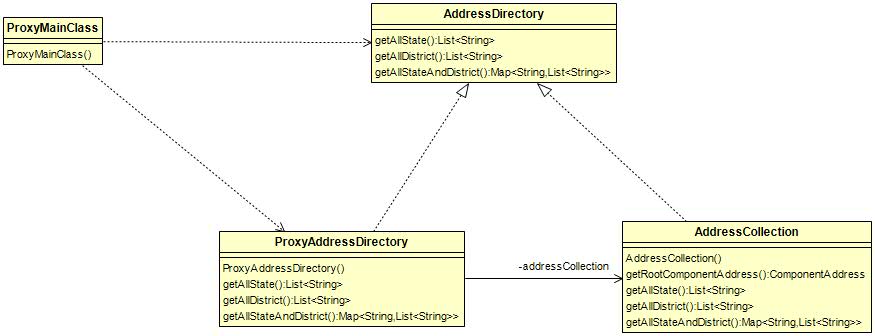 ProxyMainClass
ProxyMainClass()
AddressDirectory
getAllState():List<String>
getAllDistrict():List<String>
getAllStateAndDistrict():Map<String,List<String>>
ProxyAddressDirectory
ProxyAddressDirectory()
getAllState():List<String>
getAllDistrict():List<String>
getAllStateAndDistrict():Map<String,List<String>>
-addressCollection
AddressCollection
AddressCollection()
getRootComponentAddress():ComponentAddress
getAllState():List<String>
getAllDistrict():List<String>
getAllStateAndDistrict():Map<String,List<String>>